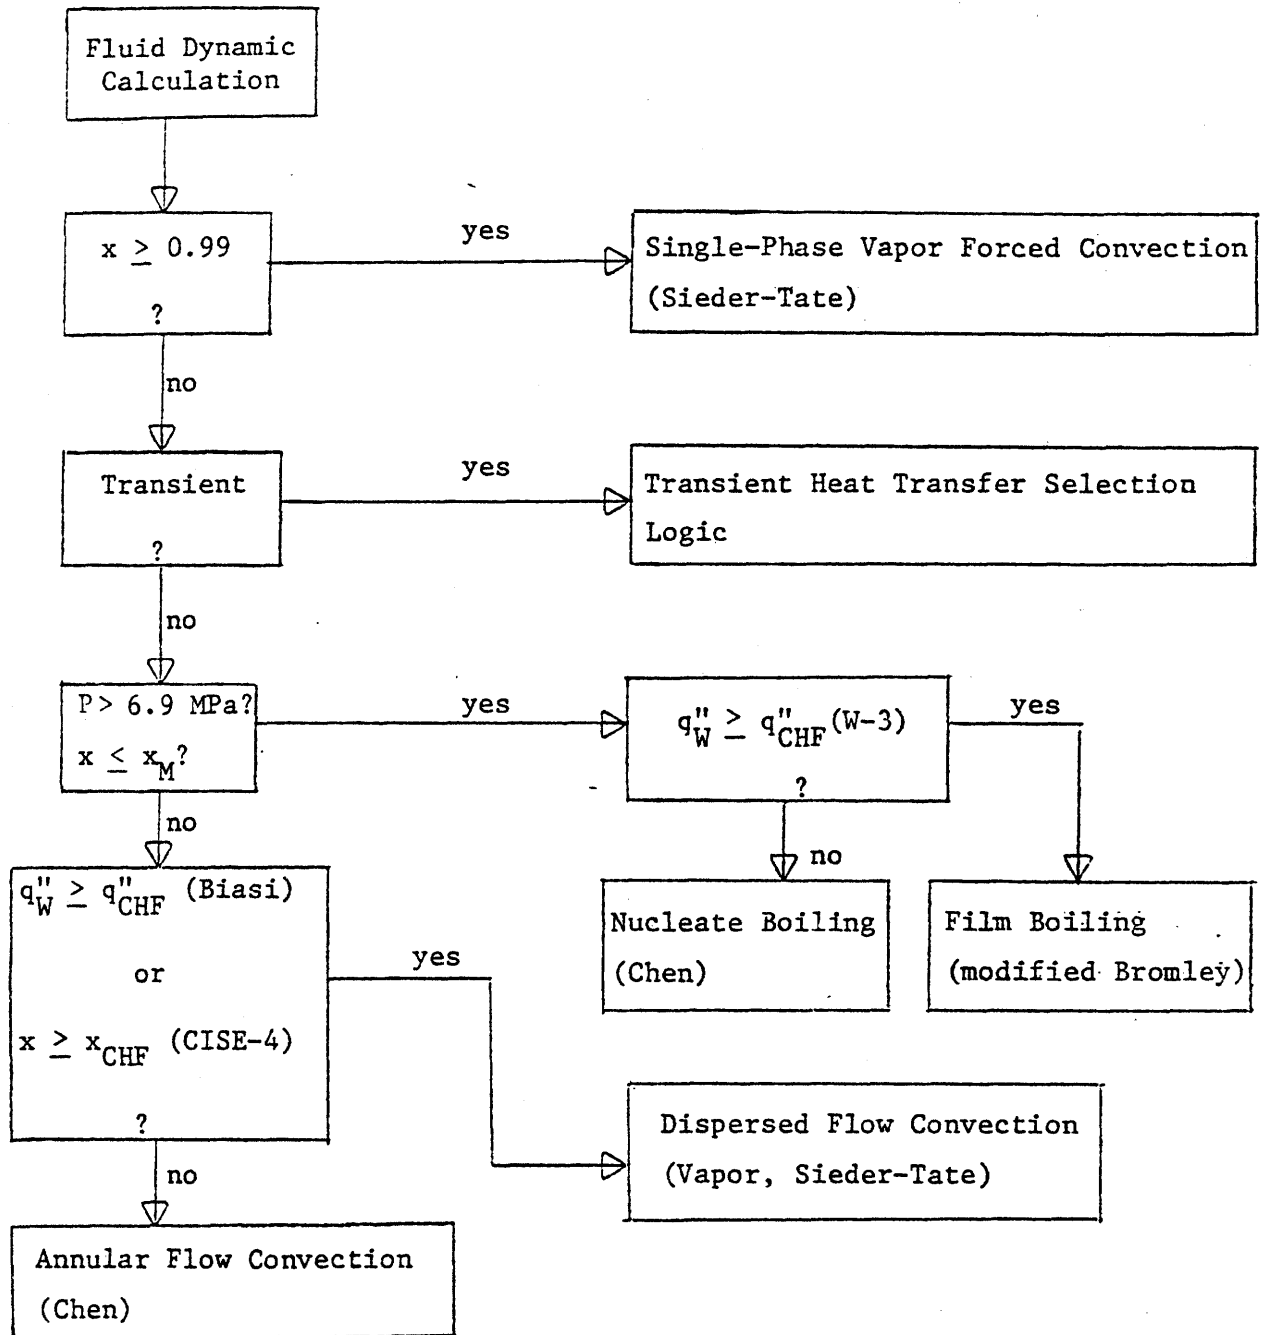 Fluid Dynamic
Calculation
x ≥ 0.99
?
yes
Single-Phase Vapor Forced Convection
(Sieder-Tate)
no
Transient
?
yes
Transient Heat Transfer Selection
Logic
no
P> 6.9 MPa?
x ≤ x_M?
yes
q"_W ≥ q"_CHF (W-3)
?
yes
no
no
Nucleate Boiling
(Chen)
Film Boiling
(modified Bromley)
q"_W ≥ q"_CHF (Biasi)
or
x ≥ x_CHF (CISE-4)
?
yes
Dispersed Flow Convection
(Vapor, Sieder-Tate)
no
Annular Flow Convection
(Chen)